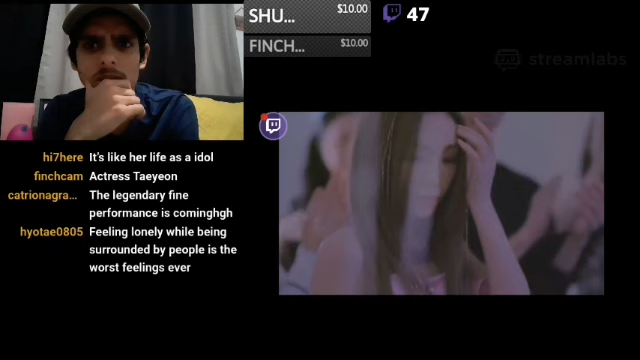 SHU... $10.00
FINCH... $10.00
47
streamlabs
hi7here It's like her life as a idol
finchcam Actress Taeyeon
catrionagra... The legendary fine
performance is cominghgh
hyotae0805 Feeling lonely while being
surrounded by people is the
worst feelings ever